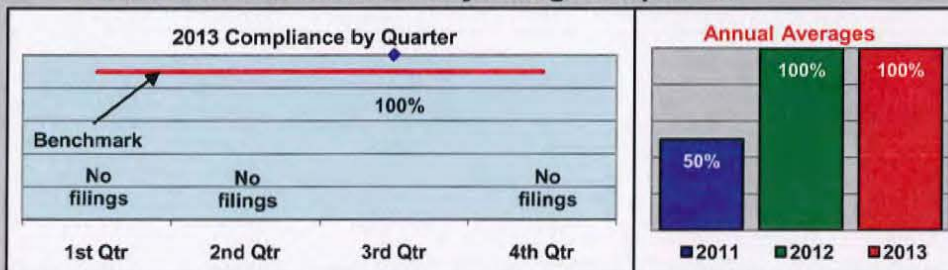 2013 Compliance by Quarter
100%
Benchmark
No
filings
No
filings
No
filings
1st Qtr
2nd Qtr
3rd Qtr
4th Qtr
Annual Averages
50%
100%
100%
2011
2012
2013